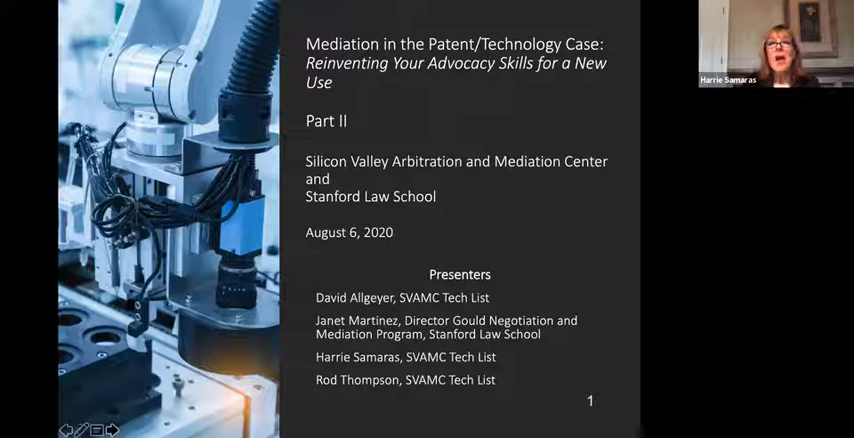 Mediation in the Patent/Technology Case:
Reinventing Your Advocacy Skills for a New
Use
Part II
Silicon Valley Arbitration and Mediation Center
and
Stanford Law School
August 6, 2020
Presenters
David Allgeyer, SVAMC Tech List
Janet Martinez, Director Gould Negotiation and
Mediation Program, Stanford Law School
Harrie Samaras, SVAMC Tech List
Rod Thompson, SVAMC Tech List
1
Harrie Samaras